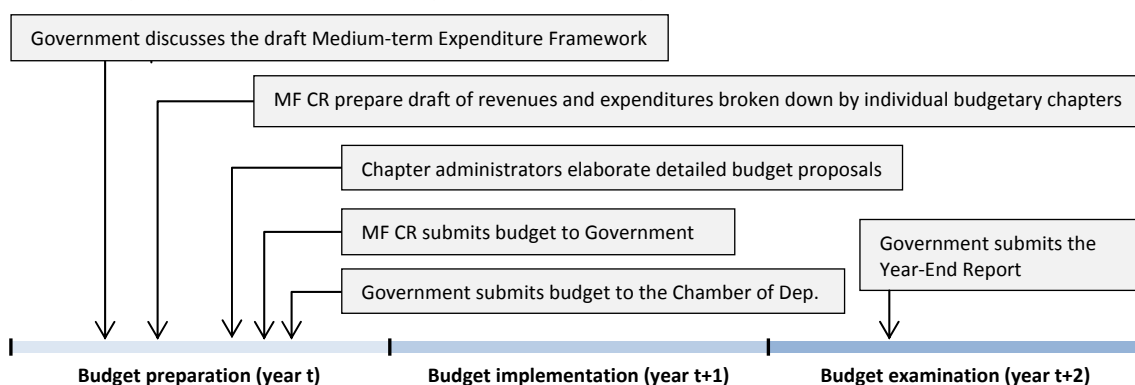 Government discusses the draft Medium-term Expenditure Framework
MF CR prepare draft of revenues and expenditures broken down by individual budgetary chapters
Chapter administrators elaborate detailed budget proposals
MF CR submits budget to Government
Government submits the
Year-End Report
Government submits budget to the Chamber of Dep.
Budget preparation (year t)
Budget implementation (year t+1)
Budget examination (year t+2)